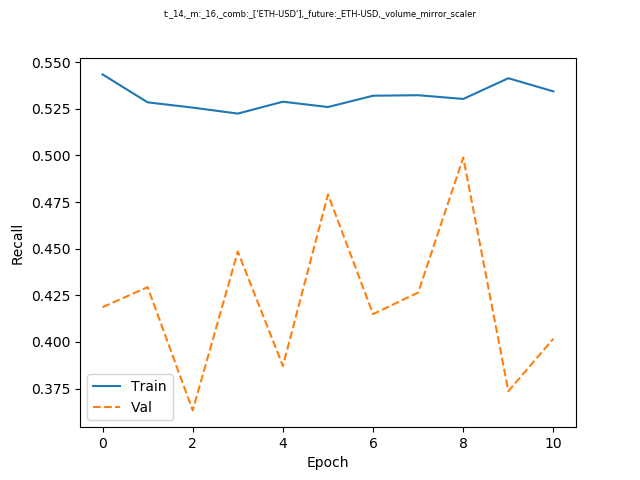 t:_14,_m:_16,_comb:_['ETH-USD'],_future:_ETH-USD,_volume_mirror_scaler
0.550
0.525
0.500
0.475
0.450
0.425
0.400
0.375
Recall
Train
Val
0 2 4 6 8 10
Epoch